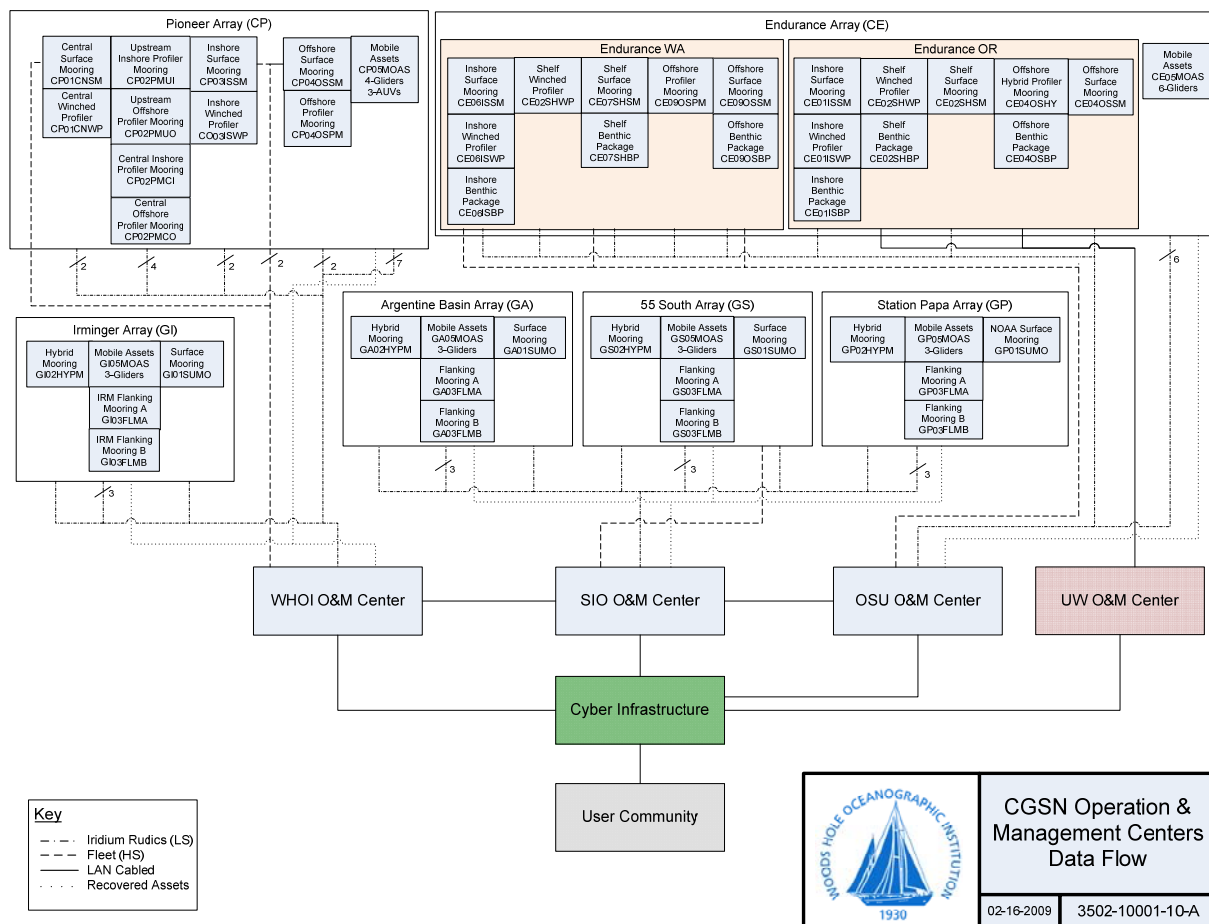 Pioneer Array (CP)
Central
Surface
Mooring
CP01CNSM
Upstream
Inshore Profiler
Mooring
CP02PMUI
Inshore
Surface
Mooring
CP03ISSM
Offshore
Surface
Mooring
CP04OSSM
Mobile
Assets
CP05MOAS
4-Gliders
3-AUVs
Central
Winched
Profiler
CP01CNWP
Upstream
Offshore
Profiler Mooring
CP02PMUO
Inshore
Winched
Profiler
CO03ISWP
Offshore
Profiler
Mooring
CP04OSPM
Central Inshore
Profiler Mooring
CP02PMCI
Central
Offshore
Profiler Mooring
CP02PMCO
2
4
2
2
2
7
Endurance Array (CE)
Endurance WA
Inshore
Surface
Mooring
CE06ISSM
Shelf
Winched
Profiler
CE02SHWP
Shelf
Surface
Mooring
CE07SHSM
Offshore
Profiler
Mooring
CE09OSPM
Offshore
Surface
Mooring
CE09OSSM
Inshore
Winched
Profiler
CE06ISWP
Shelf
Benthic
Package
CE07SHBP
Offshore
Benthic
Package
CE09OSBP
Inshore
Benthic
Package
CE06ISBP
Endurance OR
Inshore
Surface
Mooring
CE01ISSM
Shelf
Winched
Profiler
CE02SHWP
Shelf
Surface
Mooring
CE02SHSM
Offshore
Hybrid Profiler
Mooring
CE04OSHY
Offshore
Surface
Mooring
CE04OSSM
Inshore
Winched
Profiler
CE01ISWP
Shelf
Benthic
Package
CE02SHBP
Offshore
Benthic
Package
CE04OSBP
Inshore
Benthic
Package
CE01ISBP
Mobile
Assets
CE05MOAS
6-Gliders
6
Irminger Array (GI)
Hybrid
Mooring
GI02HYPM
Mobile Assets
GI05MOAS
3-Gliders
Surface
Mooring
GI01SUMO
IRM Flanking
Mooring A
GI03FLMA
IRM Flanking
Mooring B
GI03FLMB
3
Argentine Basin Array (GA)
Hybrid
Mooring
GA02HYPM
Mobile Assets
GA05MOAS
3-Gliders
Surface
Mooring
GA01SUMO
Flanking
Mooring A
GA03FLMA
Flanking
Mooring B
GA03FLMB
3
55 South Array (GS)
Hybrid
Mooring
GS02HYPM
Mobile Assets
GS05MOAS
3-Gliders
Surface
Mooring
GS01SUMO
Flanking
Mooring A
GS03FLMA
Flanking
Mooring B
GS03FLMB
3
Station Papa Array (GP)
Hybrid
Mooring
GP02HYPM
Mobile Assets
GP05MOAS
3-Gliders
NOAA Surface
Mooring
GP01SUMO
Flanking
Mooring A
GP03FLMA
Flanking
Mooring B
GP03FLMB
3
WHOI O&M Center
SIO O&M Center
OSU O&M Center
UW O&M Center
Cyber Infrastructure
User Community
Key
Iridium Rudics (LS)
Fleet (HS)
LAN Cabled
Recovered Assets
WOODS HOLE OCEANOGRAPHIC INSTITUTION
1930
CGSN Operation &
Management Centers
Data Flow
02-16-2009
3502-10001-10-A